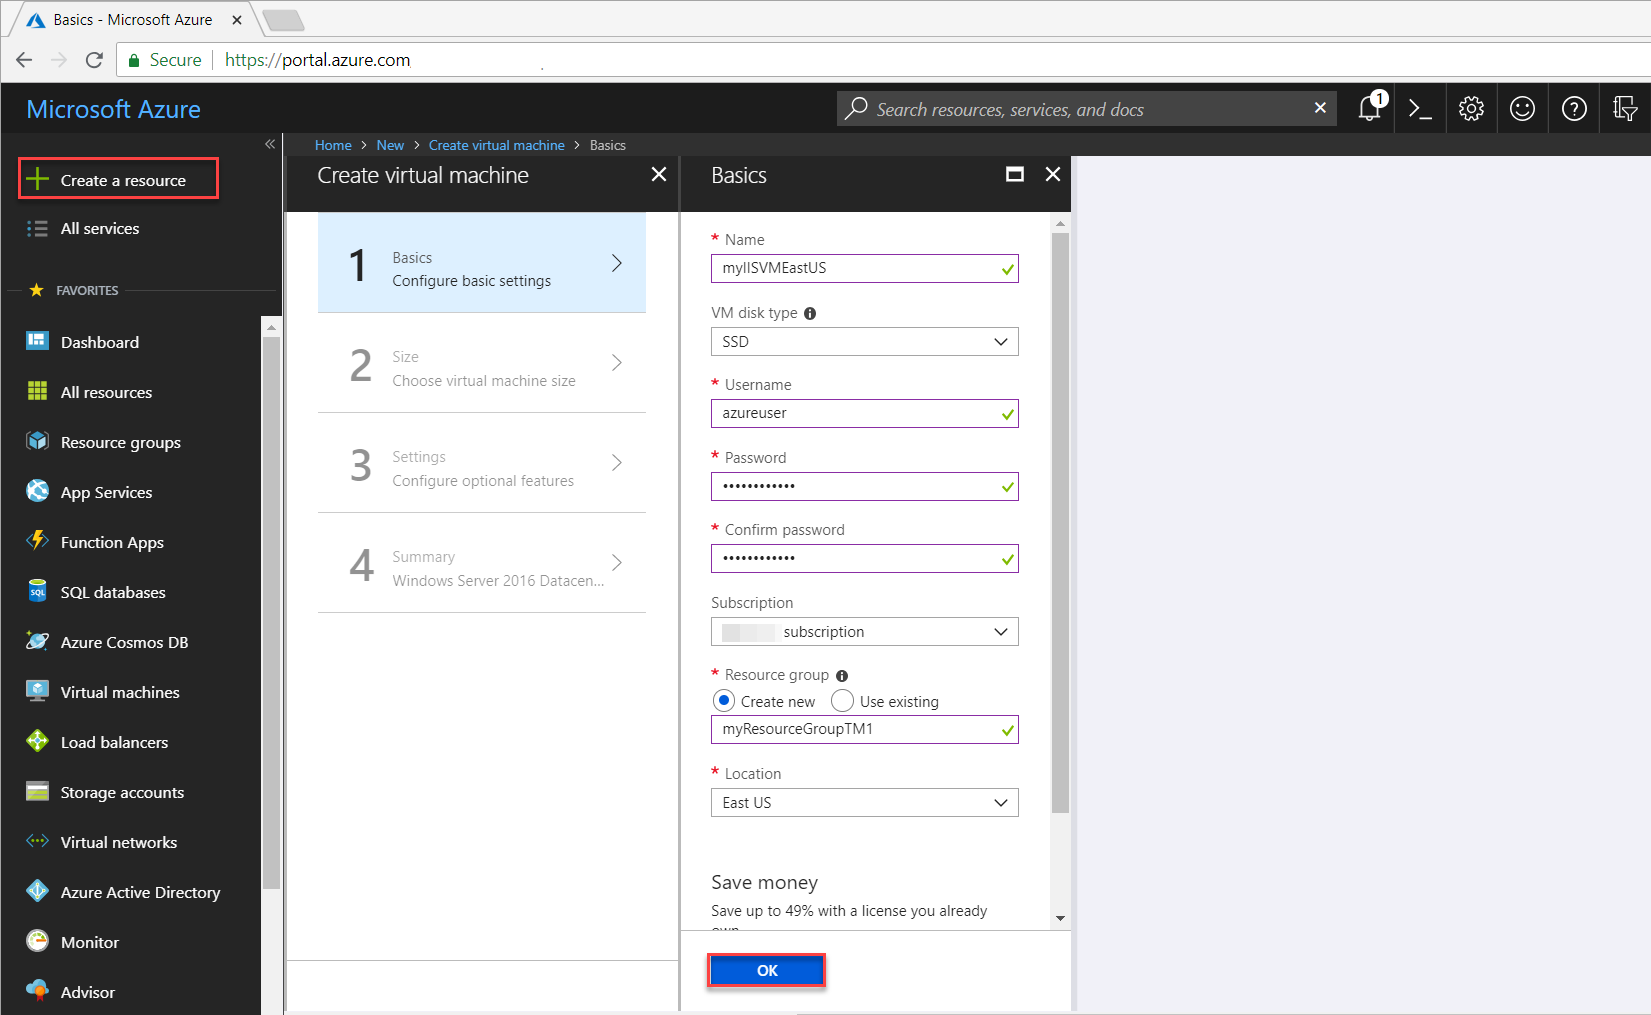 Basics - Microsoft Azure
Secure
https://portal.azure.com
Microsoft Azure
Search resources, services, and docs
1
Create a resource
All services
FAVORITES
Dashboard
All resources
Resource groups
App Services
Function Apps
SQL
SQL databases
Azure Cosmos DB
Virtual machines
Load balancers
Storage accounts
Virtual networks
Azure Active Directory
Monitor
Advisor
Home > New > Create virtual machine > Basics
Create virtual machine
1
Basics
Configure basic settings
2
Size
Choose virtual machine size
3
Settings
Configure optional features
4
Summary
Windows Server 2016 Datacen...
Basics
* Name
myIISVMEastUS
VM disk type
SSD
* Username
azureuser
* Password
••••••••••••
* Confirm password
••••••••••••
Subscription
subscription
* Resource group
Create new Use existing
myResourceGroupTM1
* Location
East US
Save money
Save up to 49% with a license you already
own
OK